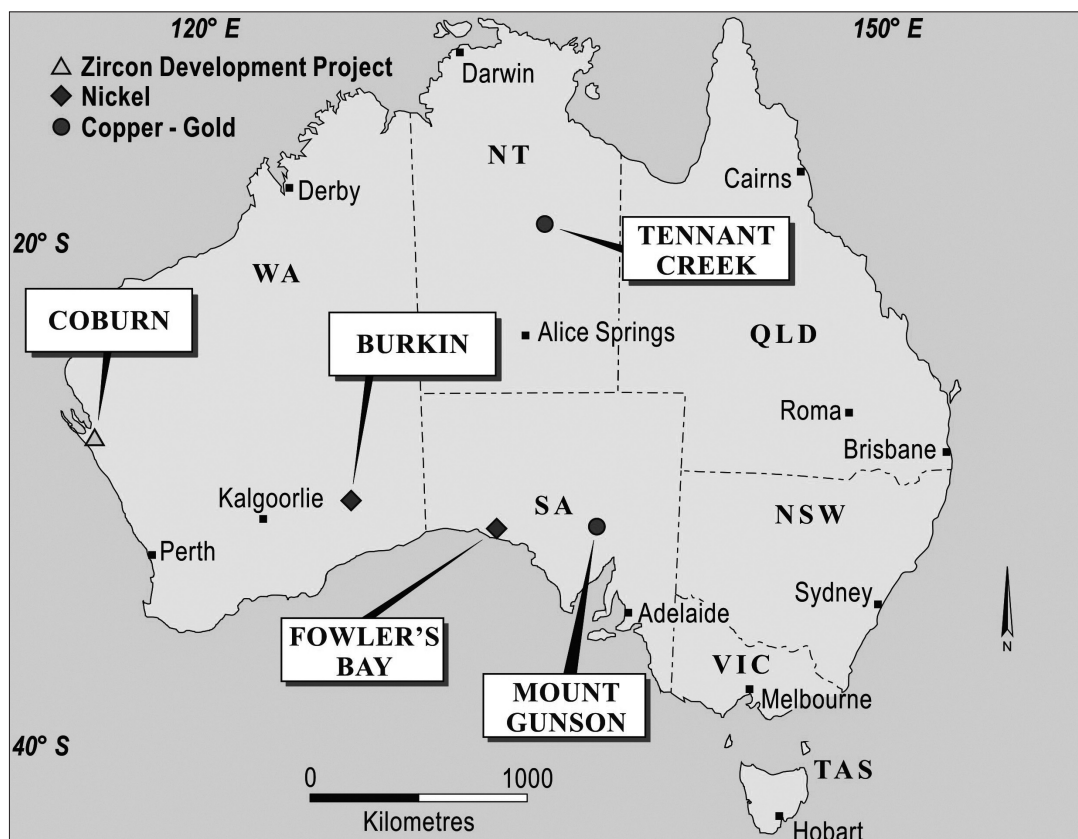 120° E
150° E
Zircon Development Project
Nickel
Copper - Gold
Darwin
NT
Derby
Cairns
20° S
TENNANT
CREEK
WA
COBURN
BURKIN
Alice Springs
QLD
Roma
Brisbane
Kalgoorlie
SA
NSW
Perth
Sydney
Adelaide
FOWLER’S
BAY
N
VIC
MOUNT
GUNSON
Melbourne
40° S
TAS
0
1000
Kilometres
Hobart